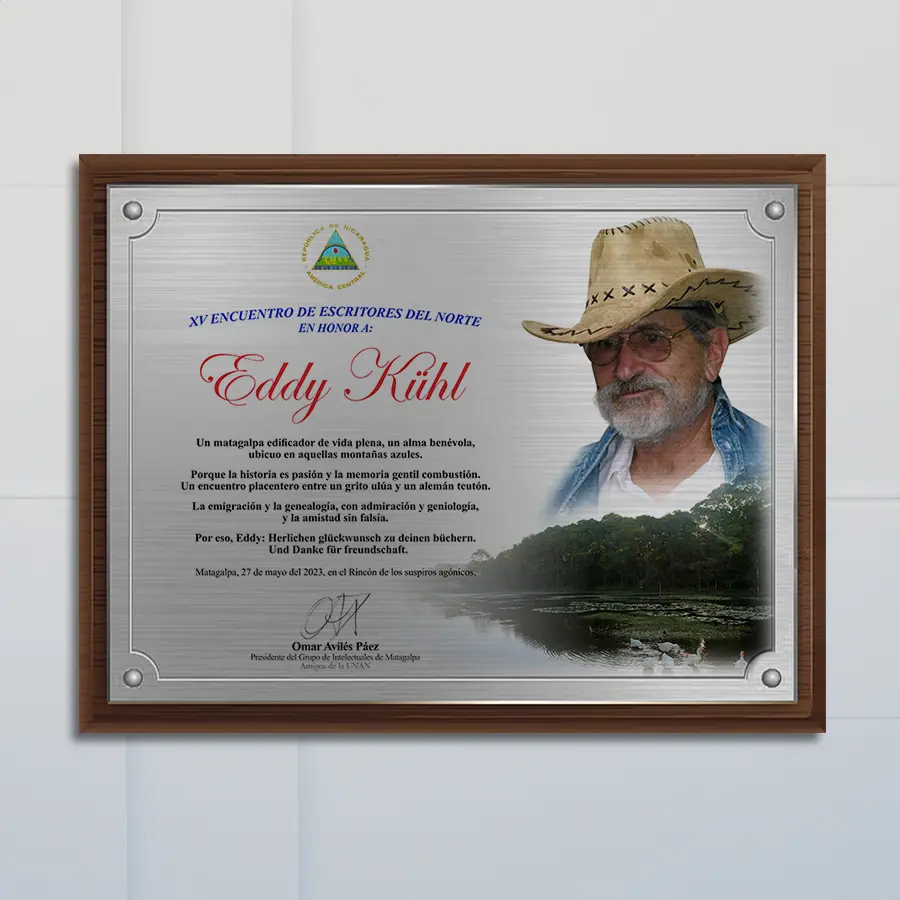 REPÚBLICA DE NICARAGUA
AMÉRICA CENTRAL
XV ENCUENTRO DE ESCRITORES DEL NORTE
EN HONOR A:
Eddy Kühl
Un matagalpa edificador de vida plena, un alma benévola,
ubicuo en aquellas montañas azules.
Porque la historia es pasión y la memoria gentil combustión.
Un encuentro placentero entre un grito ulúa y un alemán teutón.
La emigración y la genealogía, con admiración y geniología,
y la amistad sin falsía.
Por eso, Eddy: Herlichen glückwunsch zu deinen büchern.
Und Danke für freundschaft.
Matagalpa, 27 de mayo del 2023, en el Rincón de los suspiros agónicos.
Omar Avilés Páez
Presidente del Grupo de Intelectuales de Matagalpa
Amigos de la UNAN